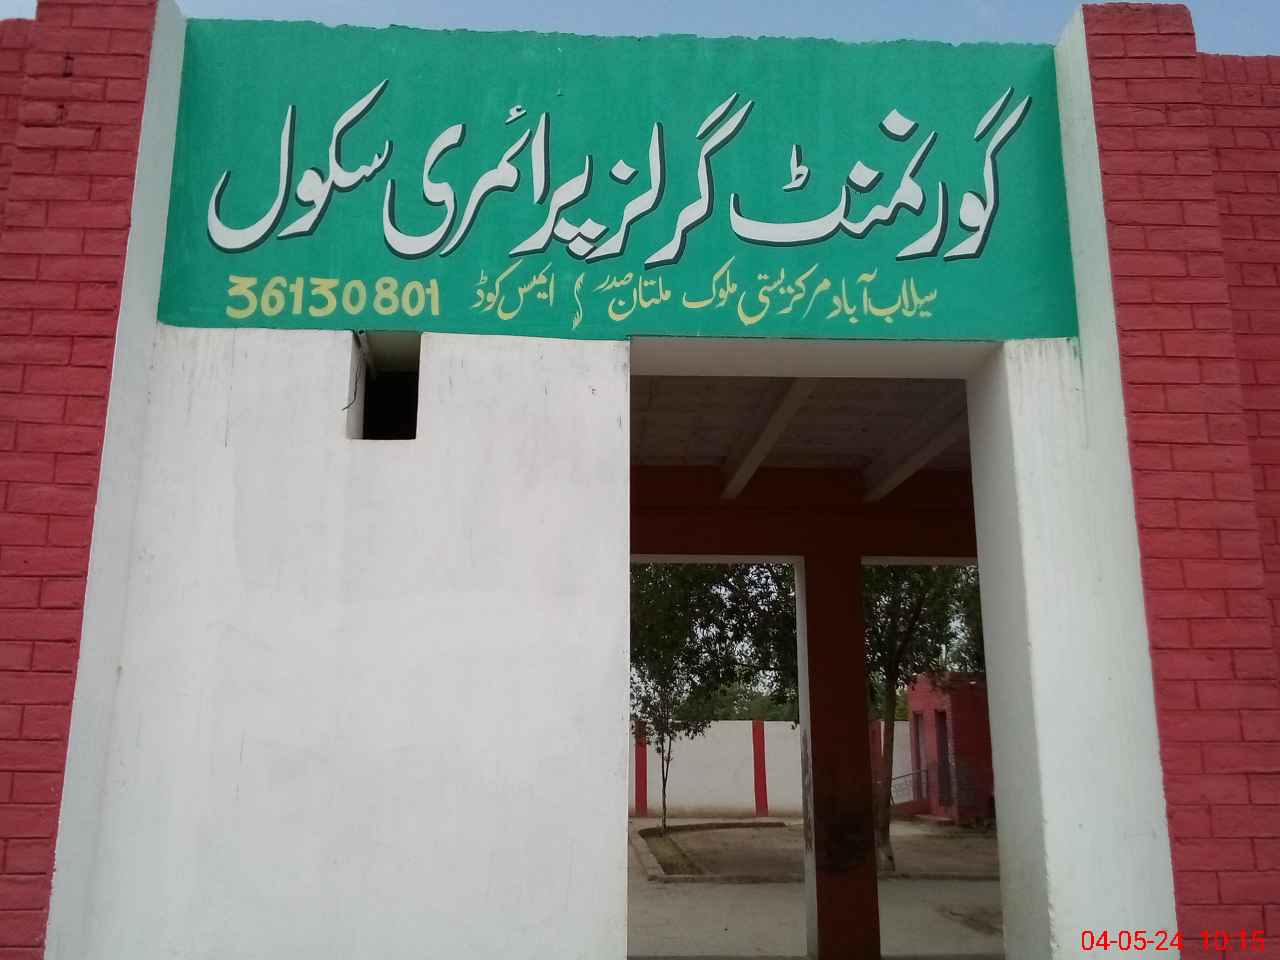 گورنمنٹ گرلز پرائمری سکول
سیلاب آباد مرکز بستی ملوک ملتان صدر ایمس کوڈ 36130801
04-05-24 10:15